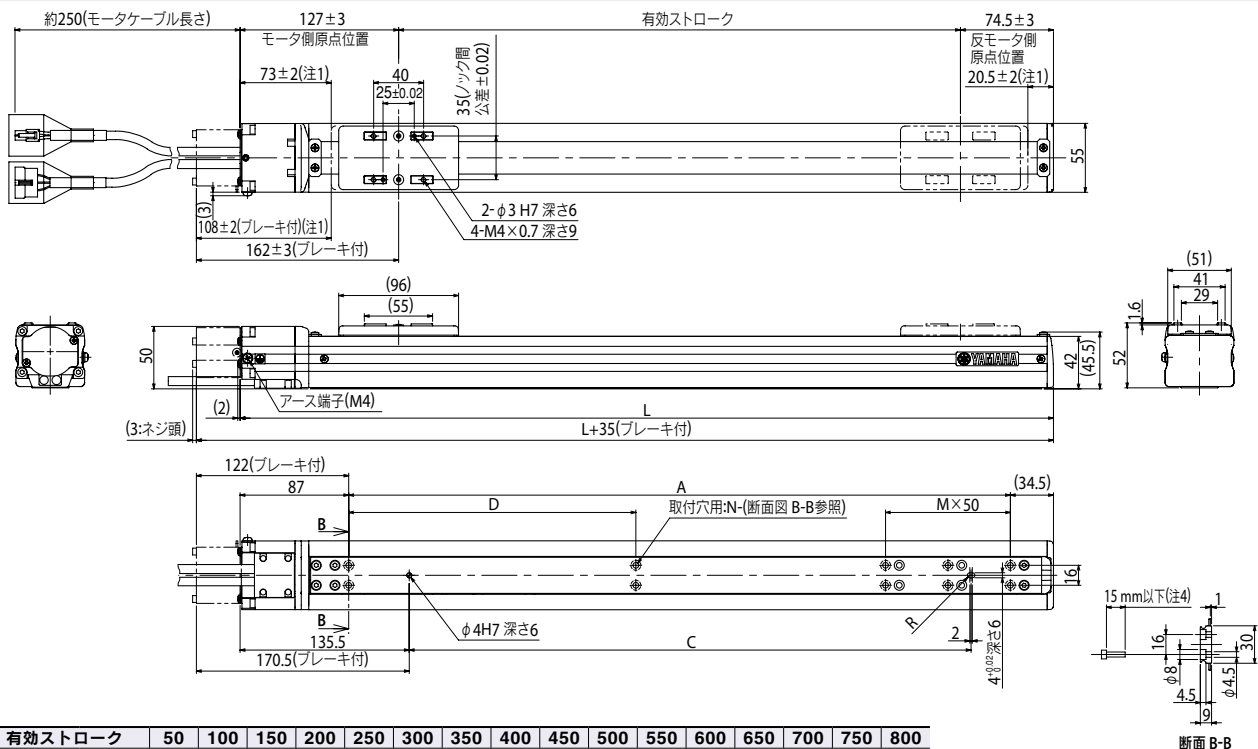 約250(モータケーブル長さ)
127±3
モータ側原点位置
有効ストローク
74.5±3
反モータ側
原点位置
73±2(注1)
40
25±0.02
35(ノック間
公差±0.02)
20.5±2(注1)
55
(3)
108±2(ブレーキ付)(注1)
162±3(ブレーキ付)
2-φ3 H7 深さ6
4-M4×0.7 深さ9
(96)
(55)
(51)
41
29
1.6
52
50
42
(45.5)
YAMAHA
アース端子(M4)
(2)
L
(3:ネジ頭)
L+35(ブレーキ付)
122(ブレーキ付)
87
A
(34.5)
D
取付穴用:N-(断面図 B-B参照)
M×50
B
16
B
φ4H7 深さ6
R
2
4+0.02 0 深さ6
135.5
C
170.5(ブレーキ付)
15 mm以下(注4)
1
16
30
φ8
φ4.5
4.5
9
断面 B-B
有効ストローク 50 100 150 200 250 300 350 400 450 500 550 600 650 700 750 800